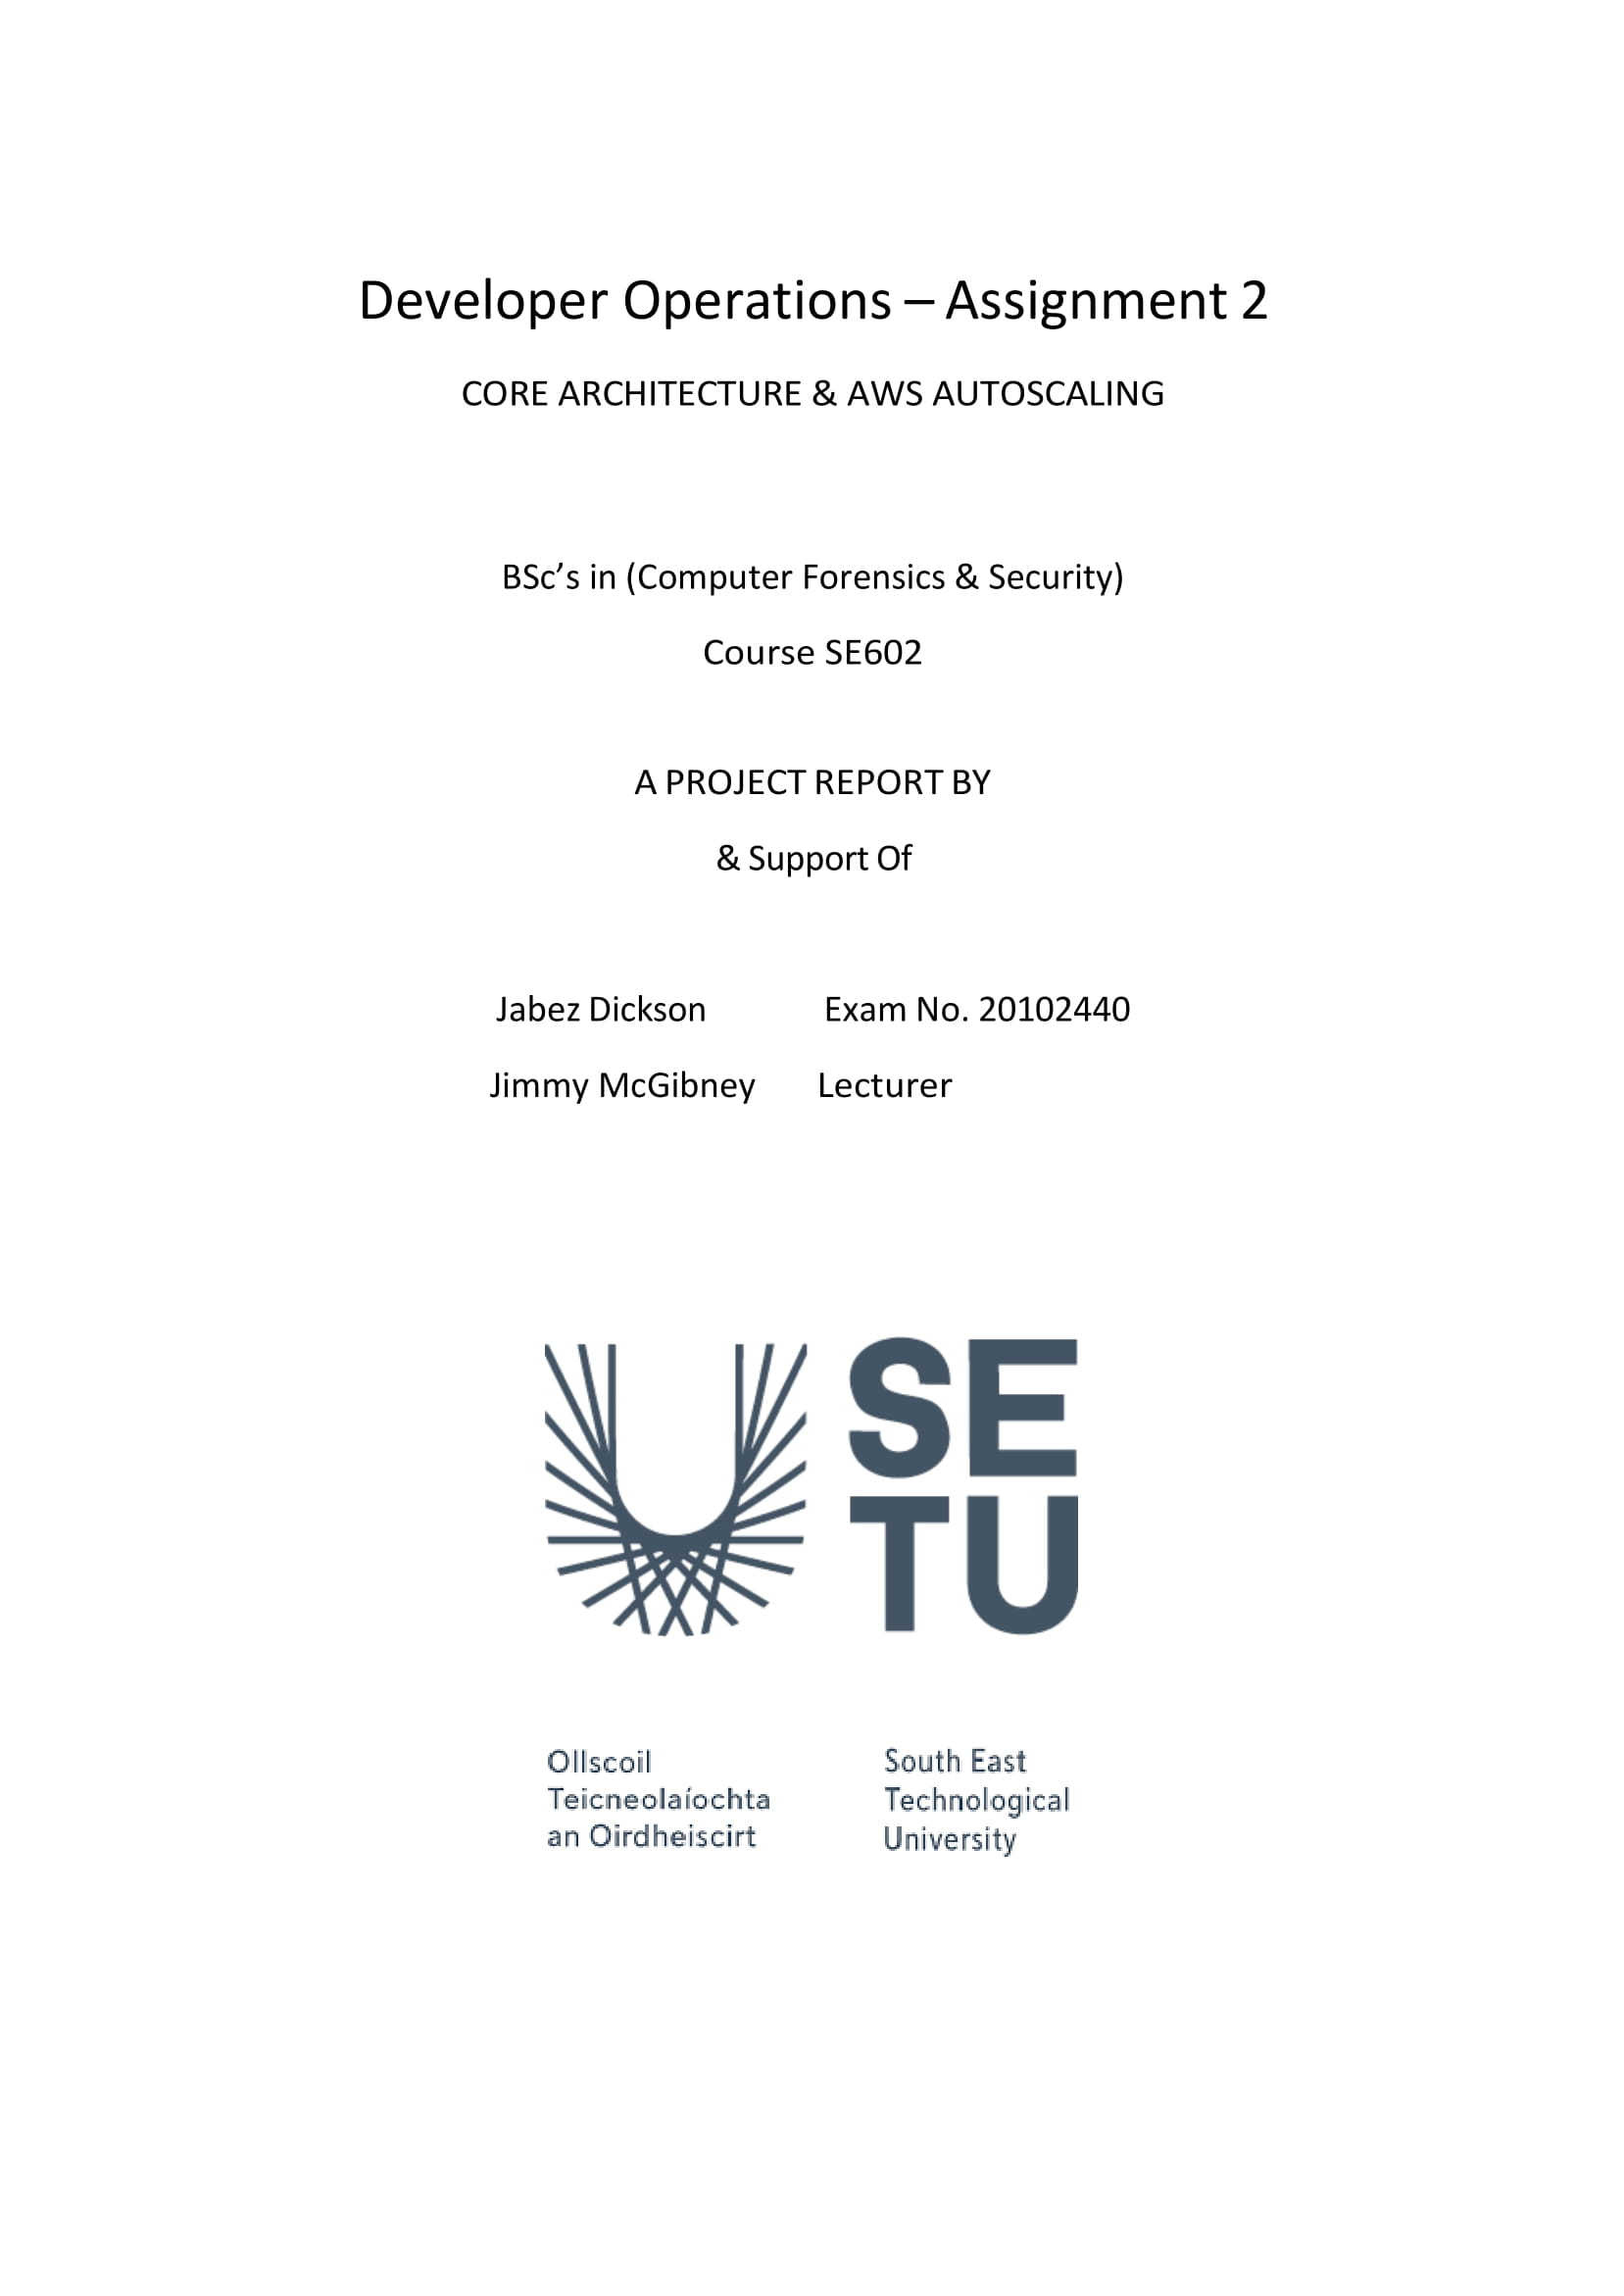 Developer Operations – Assignment 2
CORE ARCHITECTURE & AWS AUTOSCALING
BSc’s in (Computer Forensics & Security)
Course SE602
A PROJECT REPORT BY
& Support Of
Jabez Dickson Exam No. 20102440
Jimmy McGibney Lecturer
SE
TU
Ollscoil
Teicneolaíochta
an Oirdheiscirt
South East
Technological
University